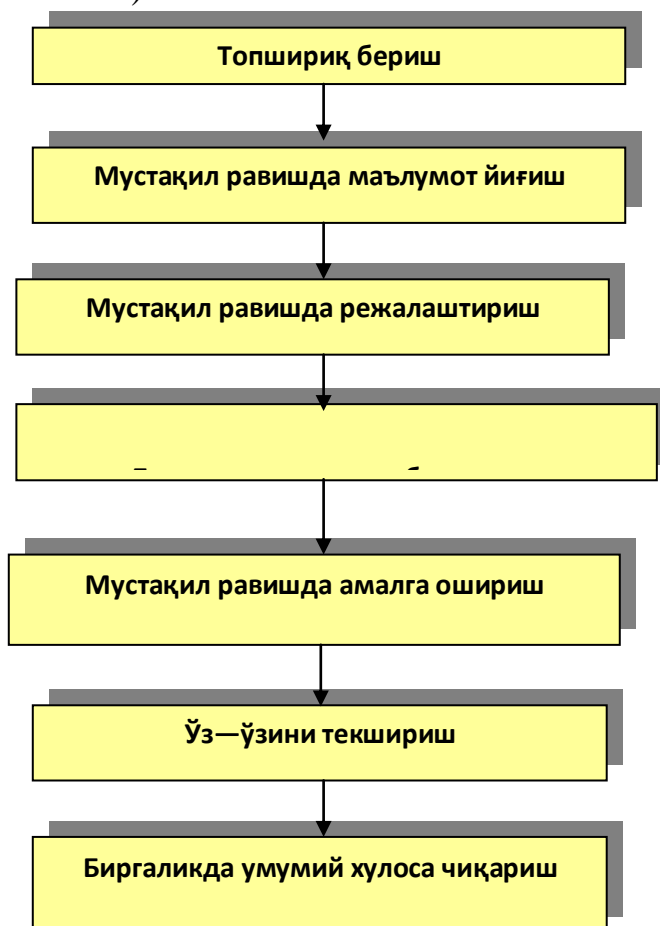 Топшириқ бериш
Мустақил равишда маълумот йиғиш
Мустақил равишда режалаштириш
Мустақил равишда амалга ошириш
Ўз—ўзини текшириш
Биргаликда умумий хулоса чиқариш